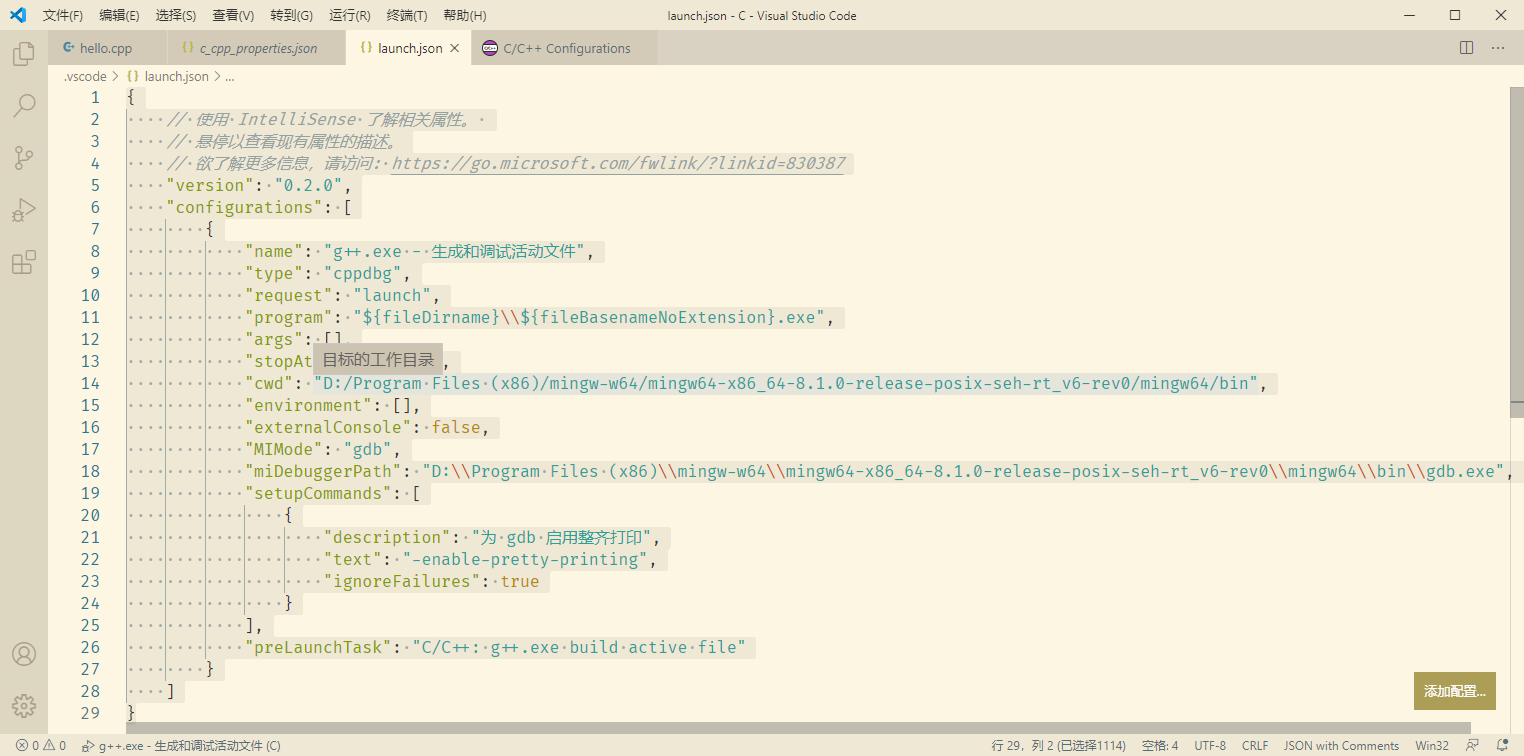 文件(F) 编辑(E) 选择(S) 查看(V) 转到(G) 运行(R) 终端(T) 帮助(H) launch.json - C - Visual Studio Code
hello.cpp {} c_cpp_properties.json {} launch.json C/C++ Configurations
.vscode > {} launch.json > ...
1 {
2 // 使用 IntelliSense 了解相关属性。
3 // 悬停以查看现有属性的描述。
4 // 欲了解更多信息，请访问: https://go.microsoft.com/fwlink/?linkid=830387
5 "version": "0.2.0",
6 "configurations": [
7 {
8 "name": "g++.exe - 生成和调试活动文件",
9 "type": "cppdbg",
10 "request": "launch",
11 "program": "${fileDirname}\\${fileBasenameNoExtension}.exe",
12 "args": [],
13 "stopAt ,
目标的工作目录
14 "cwd": "D:/Program Files (x86)/mingw-w64/mingw64-x86_64-8.1.0-release-posix-seh-rt_v6-rev0/mingw64/bin",
15 "environment": [],
16 "externalConsole": false,
17 "MIMode": "gdb",
18 "miDebuggerPath": "D:\\Program Files (x86)\\mingw-w64\\mingw64-x86_64-8.1.0-release-posix-seh-rt_v6-rev0\\mingw64\\bin\\gdb.exe",
19 "setupCommands": [
20 {
21 "description": "为 gdb 启用整齐打印",
22 "text": "-enable-pretty-printing",
23 "ignoreFailures": true
24 }
25 ],
26 "preLaunchTask": "C/C++: g++.exe build active file"
27 }
28 ]
29 }
添加配置...
0 0 g++.exe - 生成和调试活动文件 (C) 行 29，列 2 (已选择1114) 空格: 4 UTF-8 CRLF JSON with Comments Win32